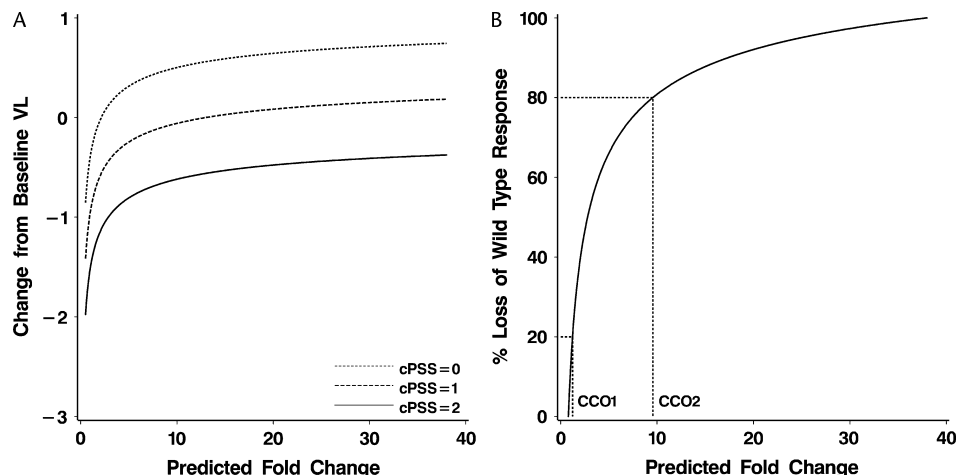 A
Change from Baseline VL
1
0
−1
−2
−3
cPSS=0
cPSS=1
cPSS=2
0 10 20 30 40
Predicted Fold Change
B
% Loss of Wild Type Response
100
80
60
40
20
0
CCO1 CCO2
0 10 20 30 40
Predicted Fold Change